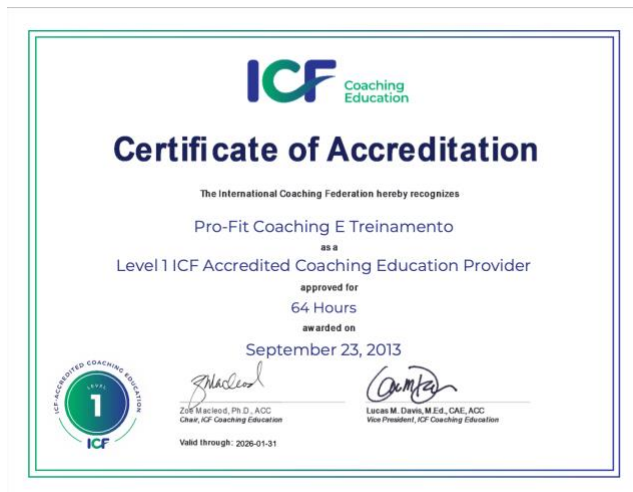 ICF Coaching
Education
Certificate of Accreditation
The International Coaching Federation hereby recognizes
Pro-Fit Coaching E Treinamento
as a
Level 1 ICF Accredited Coaching Education Provider
approved for
64 Hours
awarded on
September 23, 2013
ICF-ACCREDITED COACHING EDUCATION
LEVEL
1
ICF
Zoe Macleod, Ph.D., ACC
Chair, ICF Coaching Education
Valid through: 2026-01-31
Lucas M. Davis, M.Ed., CAE, ACC
Vice President, ICF Coaching Education